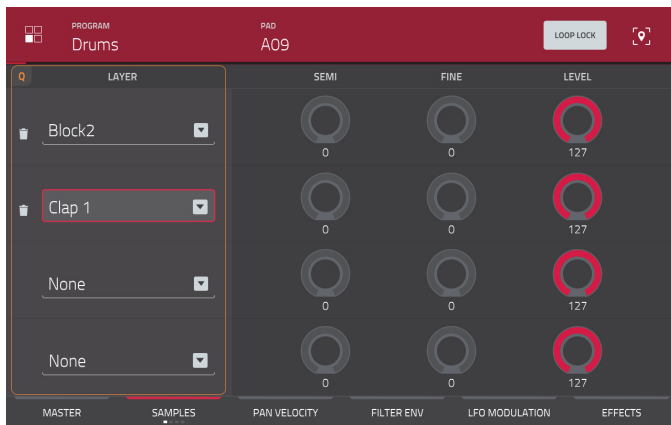 PROGRAM PAD
Drums A09 LOOP LOCK
Q LAYER SEMI FINE LEVEL
Block2
0 0 127
Clap 1
0 0 127
None
0 0 127
None
0 0 127
MASTER SAMPLES PAN VELOCITY FILTER ENV LFO MODULATION EFFECTS